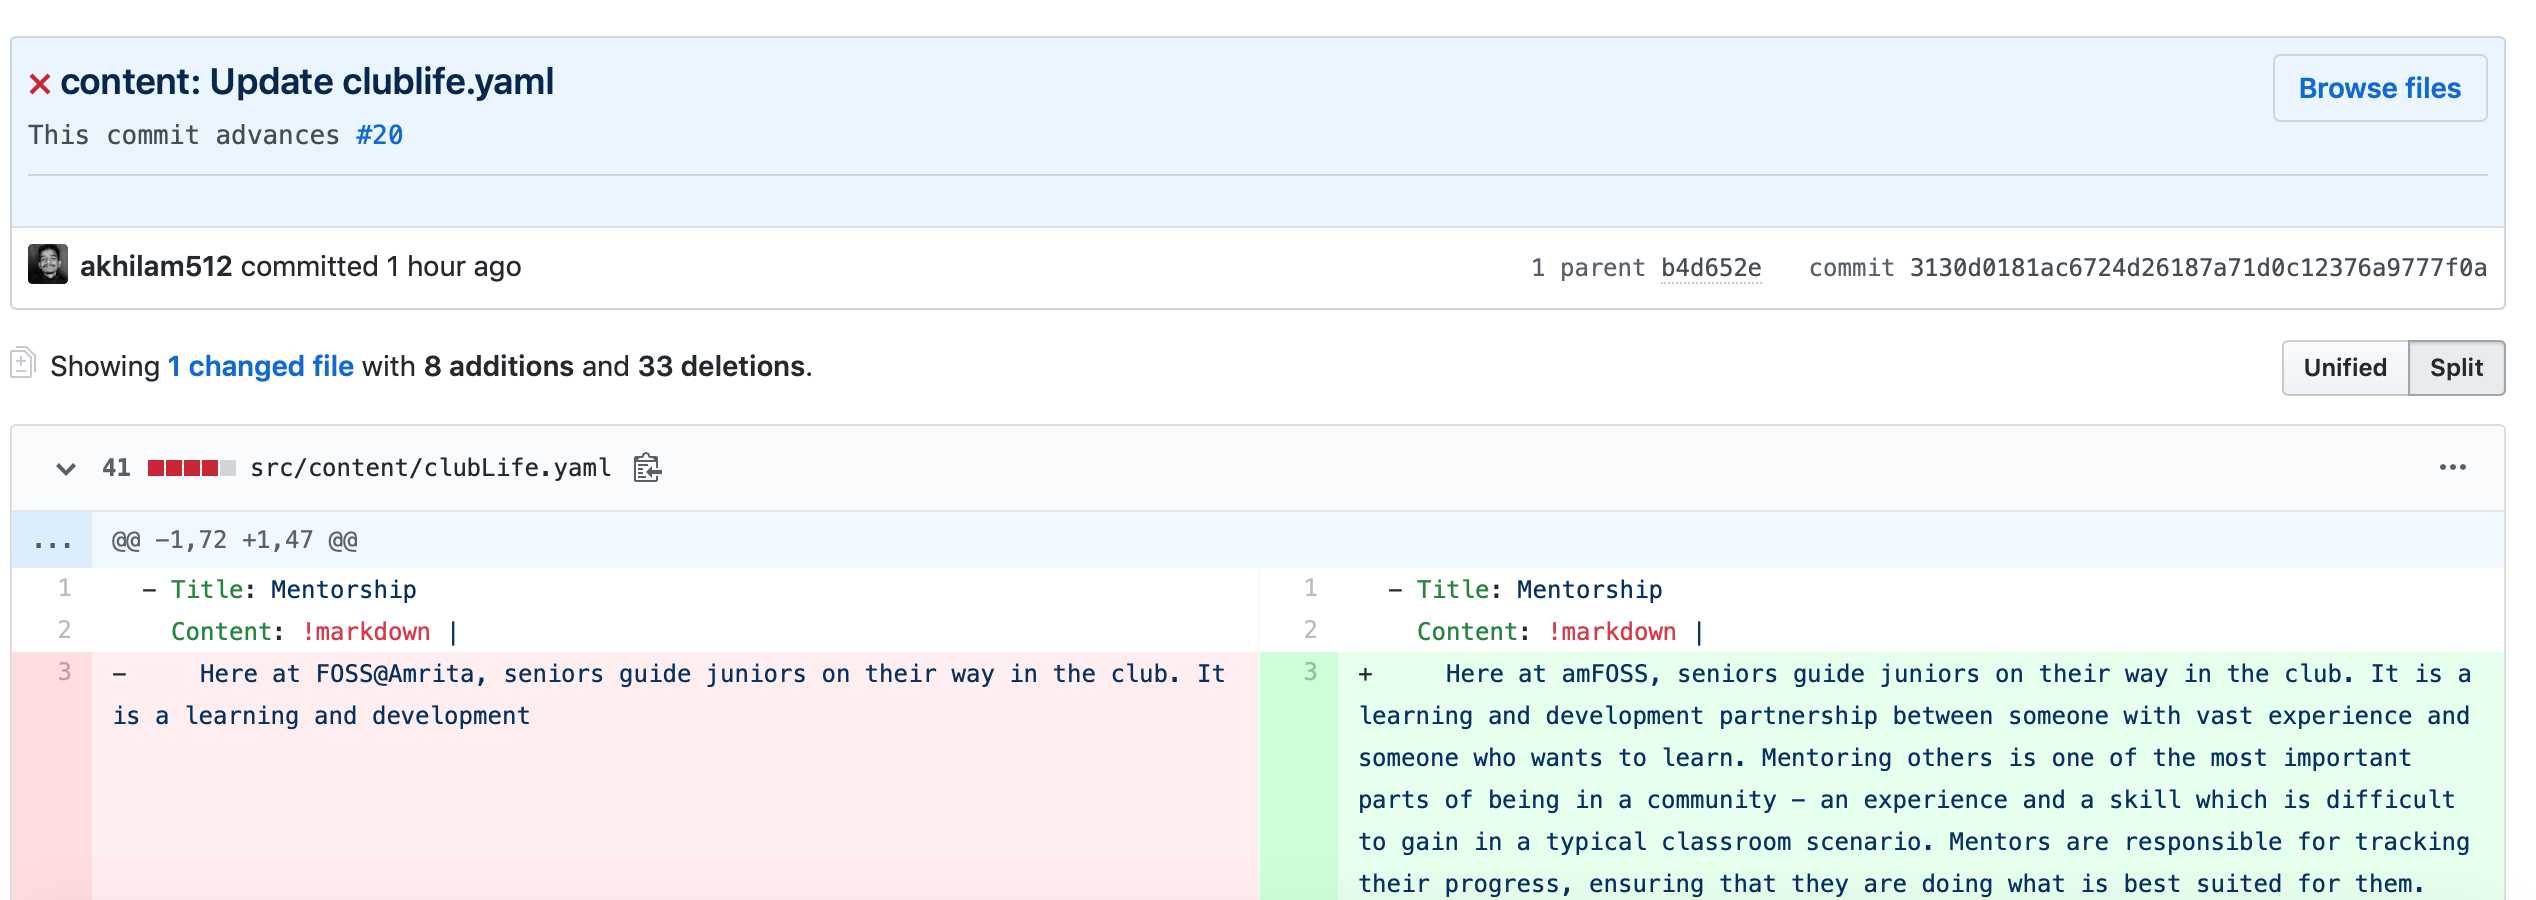 content: Update clublife.yaml
Browse files
This commit advances #20
akhilam512 committed 1 hour ago
1 parent b4d652e commit 3130d0181ac6724d26187a71d0c12376a9777f0a
Showing 1 changed file with 8 additions and 33 deletions.
Unified Split
41 src/content/clubLife.yaml
... @@ -1,72 +1,47 @@
1 - Title: Mentorship
2 Content: !markdown |
3 - Here at FOSS@Amrita, seniors guide juniors on their way in the club. It
is a learning and development
1 - Title: Mentorship
2 Content: !markdown |
3 + Here at amFOSS, seniors guide juniors on their way in the club. It is a
learning and development partnership between someone with vast experience and
someone who wants to learn. Mentoring others is one of the most important
parts of being in a community – an experience and a skill which is difficult
to gain in a typical classroom scenario. Mentors are responsible for tracking
their progress, ensuring that they are doing what is best suited for them.